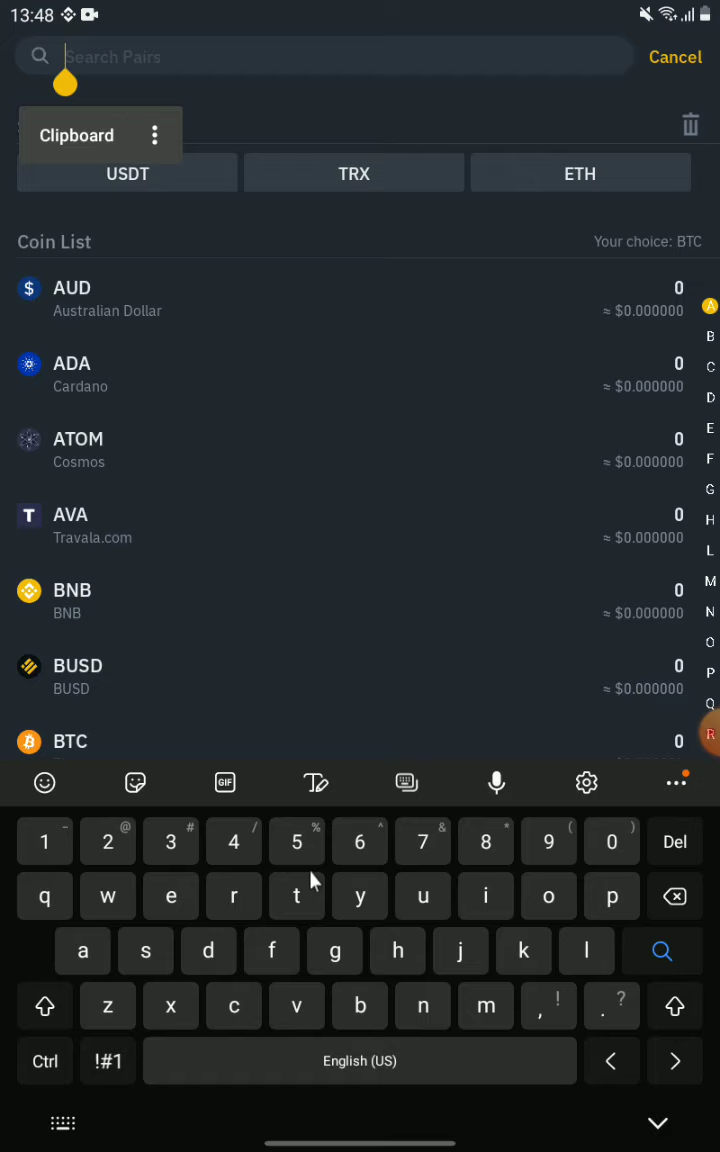 13:48
Search Pairs
Cancel
Clipboard
USDT TRX ETH
Coin List Your choice: BTC
AUD 0
Australian Dollar ≈ $0.000000
ADA 0
Cardano ≈ $0.000000
ATOM 0
Cosmos ≈ $0.000000
AVA 0
Travala.com ≈ $0.000000
BNB 0
BNB ≈ $0.000000
BUSD 0
BUSD ≈ $0.000000
BTC 0
A
B
C
D
E
F
G
H
L
M
N
O
P
Q
R
GIF
1 - 2 @ 3 # 4 / 5 % 6 ^ 7 & 8 * 9 ( 0 ) Del
q w e r t y u i o p
a s d f g h j k l
z x c v b n m , ! . ?
Ctrl !#1 English (US) < >